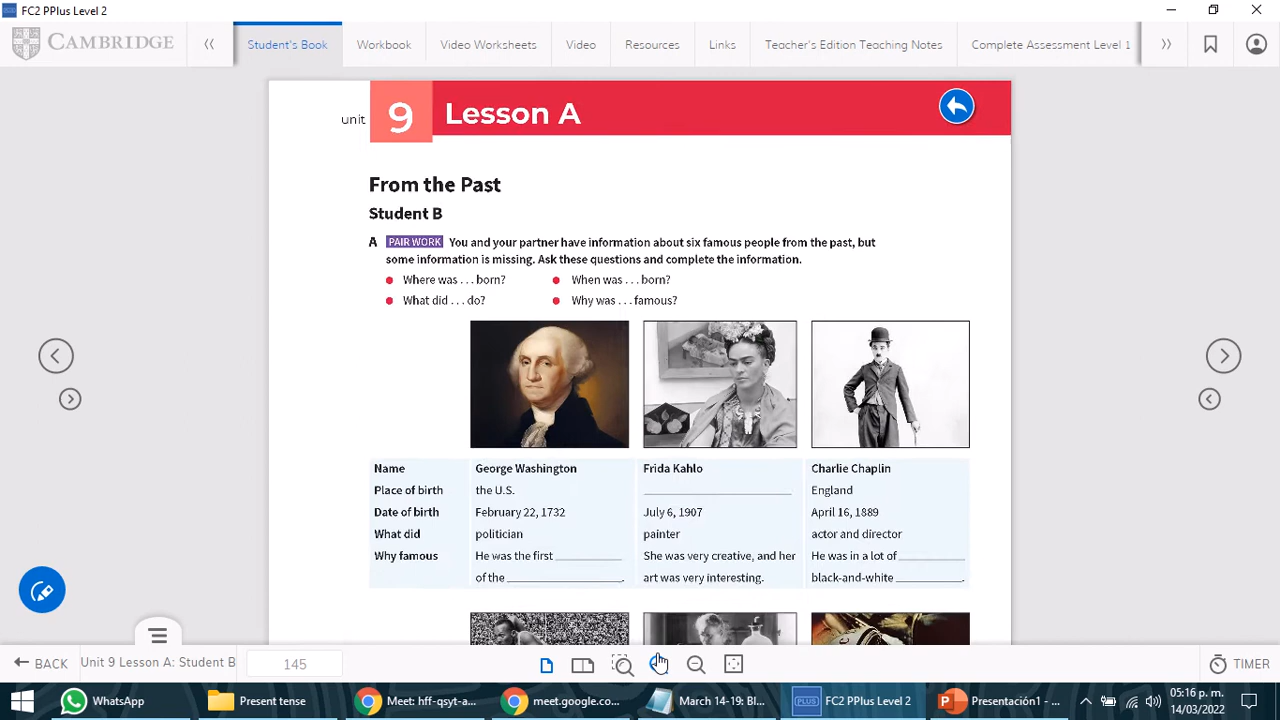 FC2 PPlus Level 2
CAMBRIDGE
Student's Book
Workbook
Video Worksheets
Video
Resources
Links
Teacher's Edition Teaching Notes
Complete Assessment Level 1
unit 9 Lesson A
From the Past
Student B
A PAIR WORK You and your partner have information about six famous people from the past, but
some information is missing. Ask these questions and complete the information.
Where was . . . born? When was . . . born?
What did . . . do? Why was . . . famous?
Name George Washington Frida Kahlo Charlie Chaplin
Place of birth the U.S. ____ England
Date of birth February 22, 1732 July 6, 1907 April 16, 1889
What did politician painter actor and director
Why famous He was the first ____ She was very creative, and her He was in a lot of ____
of the ____. art was very interesting. black-and-white ____.
BACK
Unit 9 Lesson A: Student B
145
TIMER
WhatsApp
Present tense
Meet: hff-qsyt-a...
meet.google.co...
March 14-19: Bl...
PLUS
FC2 PPlus Level 2
Presentación1 - ...
05:16 p. m.
14/03/2022